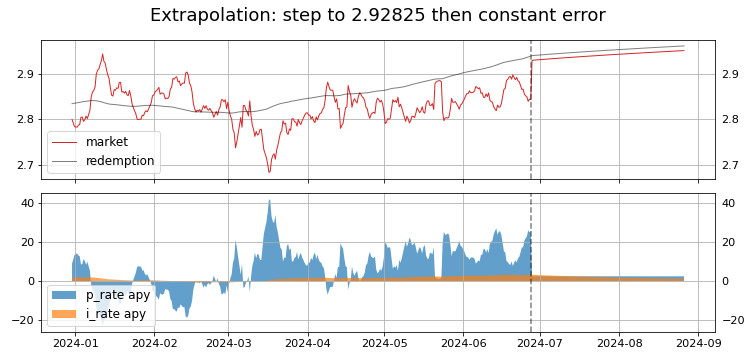 Extrapolation: step to 2.92825 then constant error
2.9
2.8
2.7
2.9
2.8
2.7
market
redemption
40
20
0
−20
40
20
0
−20
p_rate apy
i_rate apy
2024-01 2024-02 2024-03 2024-04 2024-05 2024-06 2024-07 2024-08 2024-09